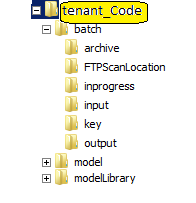 tenant_Code
batch
archive
FTPScanLocation
inprogress
input
key
output
model
modelLibrary